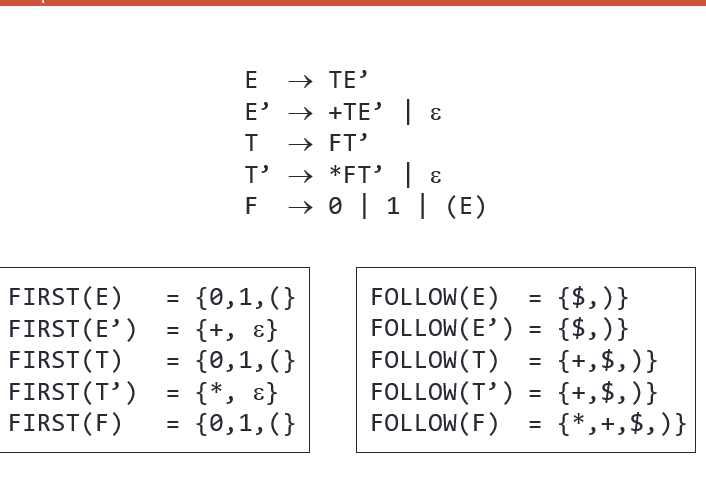 E → TE’
E’ → +TE’ | ε
T → FT’
T’ → *FT’ | ε
F → 0 | 1 | (E)
FIRST(E) = {0,1,(}
FIRST(E’) = {+, ε}
FIRST(T) = {0,1,(}
FIRST(T’) = {*, ε}
FIRST(F) = {0,1,(}
FOLLOW(E) = {$,)}
FOLLOW(E’) = {$,)}
FOLLOW(T) = {+,$,)}
FOLLOW(T’) = {+,$,)}
FOLLOW(F) = {*,+,$,)}